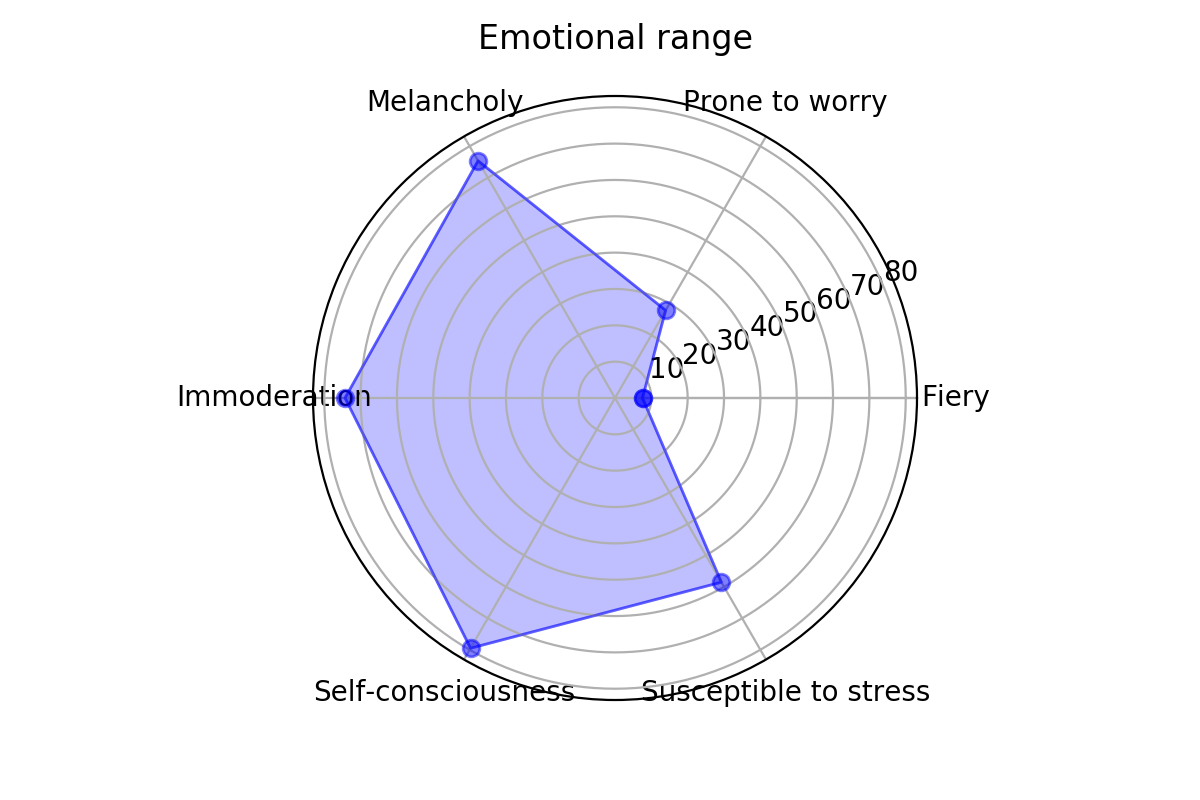 Emotional range
Melancholy
Prone to worry
80
70
60
50
40
30
20
10
Immoderation
Fiery
Self-consciousness
Susceptible to stress